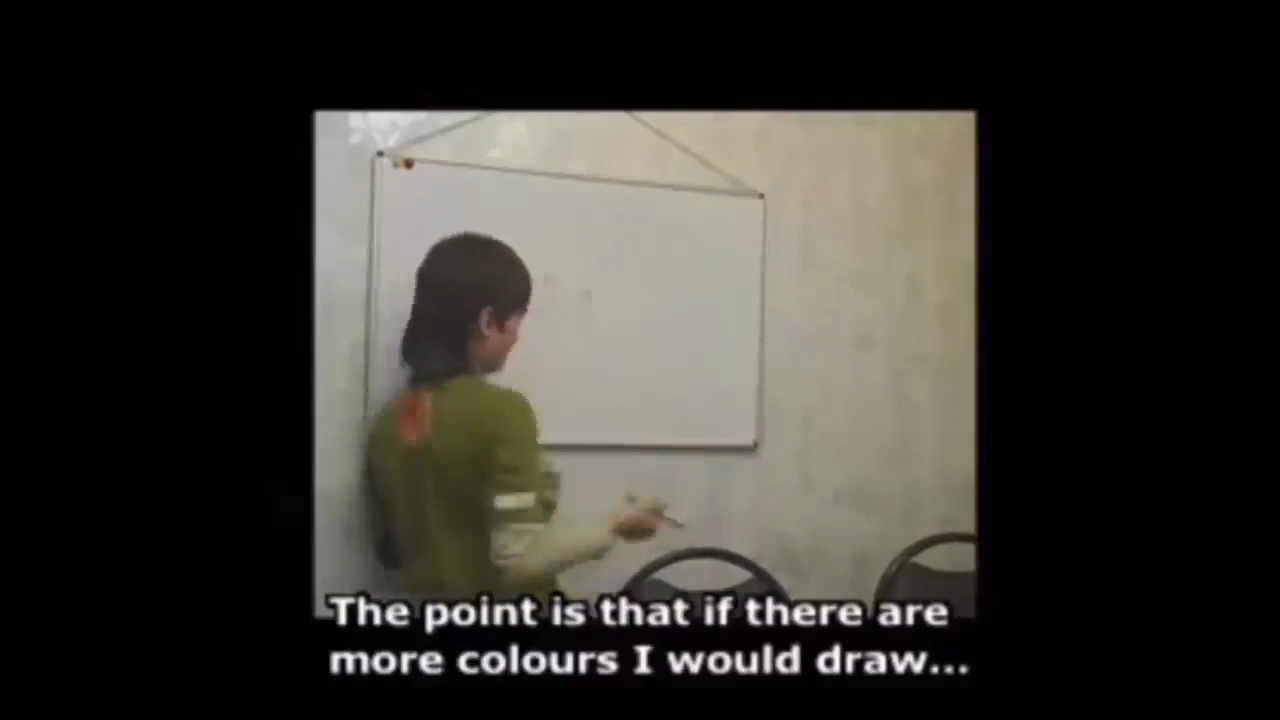 The point is that if there are
more colours I would draw...